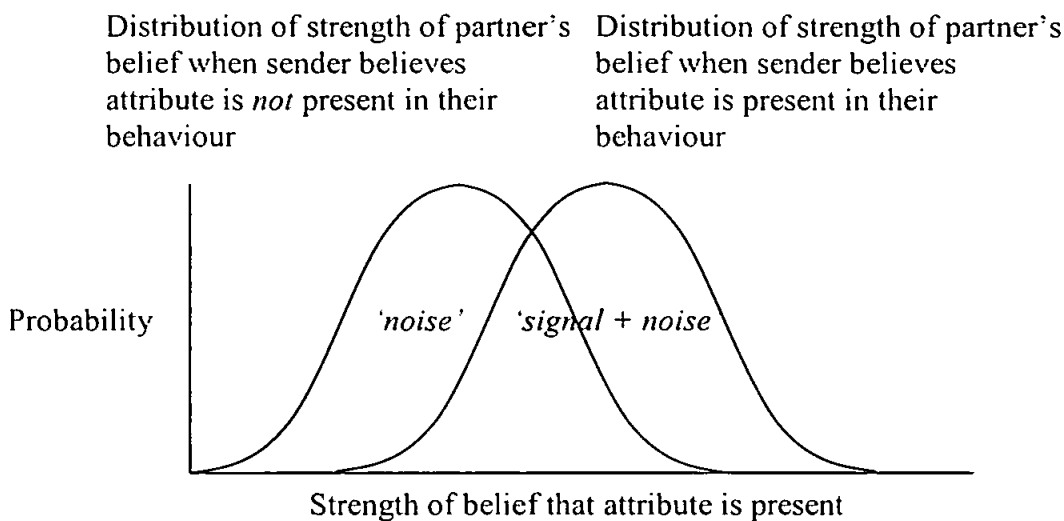 Distribution of strength of partner's
belief when sender believes
attribute is not present in their
behaviour
Distribution of strength of partner's
belief when sender believes
attribute is present in their
behaviour
Probability
'noise'
'signal + noise
Strength of belief that attribute is present